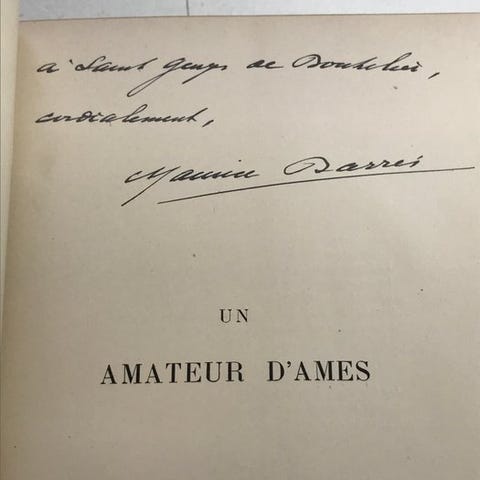 à Saint Georges de Bouhélier,
cordialement,
Maurice Barrès
UN
AMATEUR D'AMES